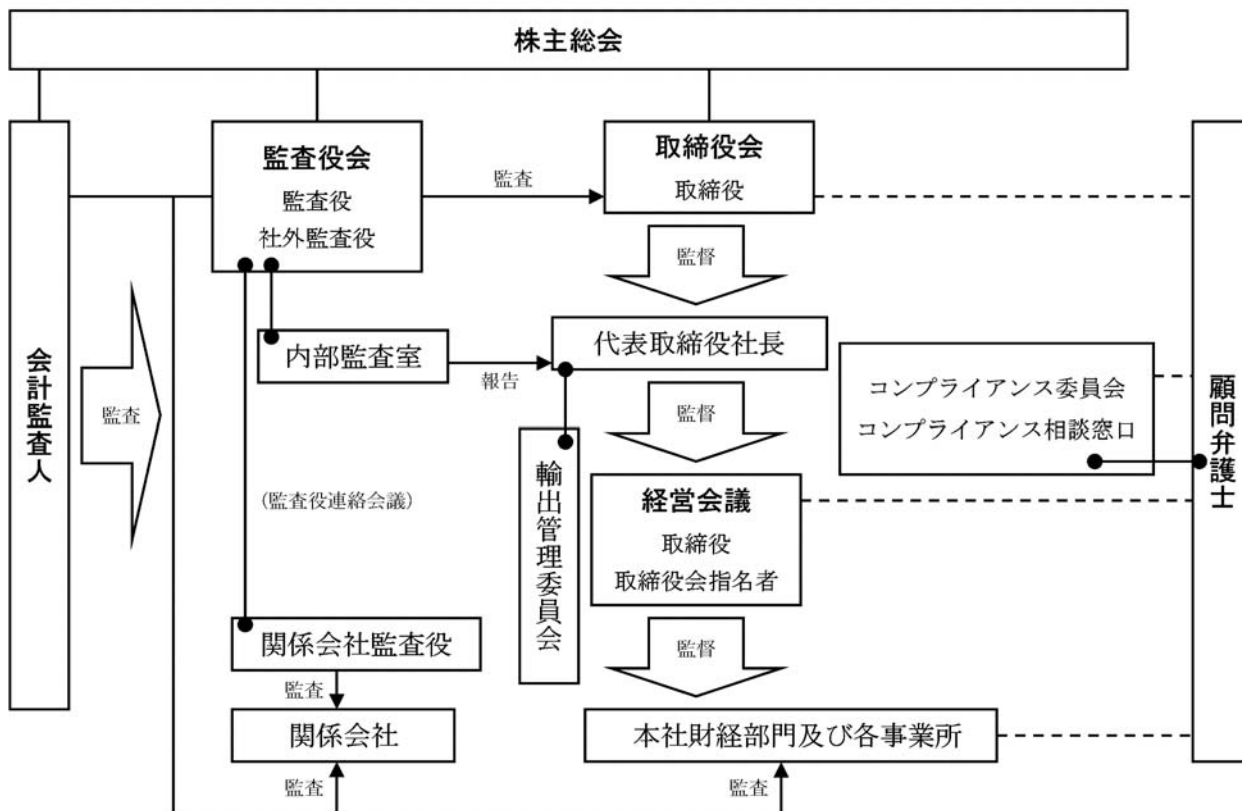 株主総会
会計監査人
監査役会
監査役
社外監査役
監査
取締役会
取締役
監督
内部監査室
報告
代表取締役社長
監査
監督
コンプライアンス委員会
コンプライアンス相談窓口
顧問弁護士
(監査役連絡会議)
輸出管理委員会
経営会議
取締役
取締役会指名者
関係会社監査役
監督
監査
関係会社
本社財経部門及び各事業所
監査
監査